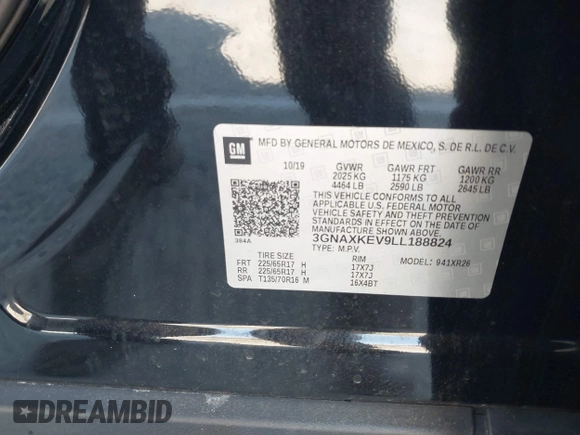 GM
MFD BY GENERAL MOTORS DE MEXICO, S. DE R.L. DE C.V.
10/19 GVWR GAWR FRT GAWR RR
2025 KG 1175 KG 1200 KG
4464 LB 2590 LB 2645 LB
THIS VEHICLE CONFORMS TO ALL
APPLICABLE U.S. FEDERAL MOTOR
VEHICLE SAFETY STANDARDS
IN EFFECT ON THE DATE OF
MANUFACTURE SHOWN ABOVE.
384A 3GNAXKEV9LL188824
TYPE: M.P.V.
TIRE SIZE RIM MODEL: 941XR26
FRT 225/65R17 H 17X7J
RR 225/65R17 H 17X7J
SPA T135/70R16 M 16X4BT
DREAMBID